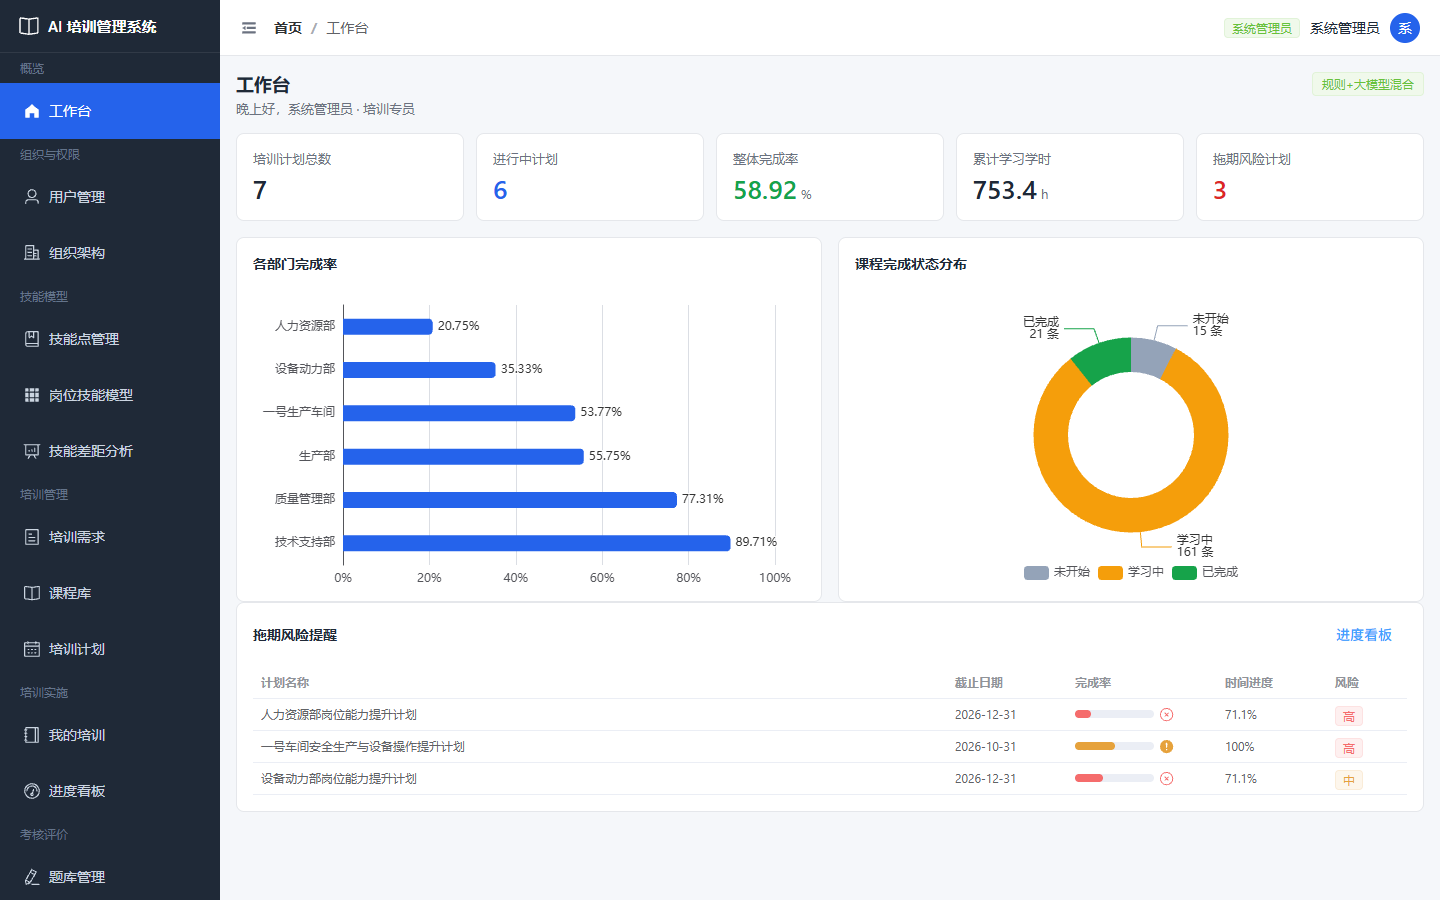 AI 培训管理系统
概览
工作台
组织与权限
用户管理
组织架构
技能模型
技能点管理
岗位技能模型
技能差距分析
培训管理
培训需求
课程库
培训计划
培训实施
我的培训
进度看板
考核评价
题库管理
首页 / 工作台
系统管理员 系统管理员 系
工作台
规则+大模型混合
晚上好，系统管理员 · 培训专员
培训计划总数
7
进行中计划
6
整体完成率
58.92 %
累计学习学时
753.4 h
拖期风险计划
3
各部门完成率
人力资源部 20.75%
设备动力部 35.33%
一号生产车间 53.77%
生产部 55.75%
质量管理部 77.31%
技术支持部 89.71%
0% 20% 40% 60% 80% 100%
课程完成状态分布
已完成
21 条
未开始
15 条
学习中
161 条
未开始 学习中 已完成
拖期风险提醒
进度看板
计划名称 截止日期 完成率 时间进度 风险
人力资源部岗位能力提升计划 2026-12-31 71.1% 高
一号车间安全生产与设备操作提升计划 2026-10-31 100% 高
设备动力部岗位能力提升计划 2026-12-31 71.1% 中